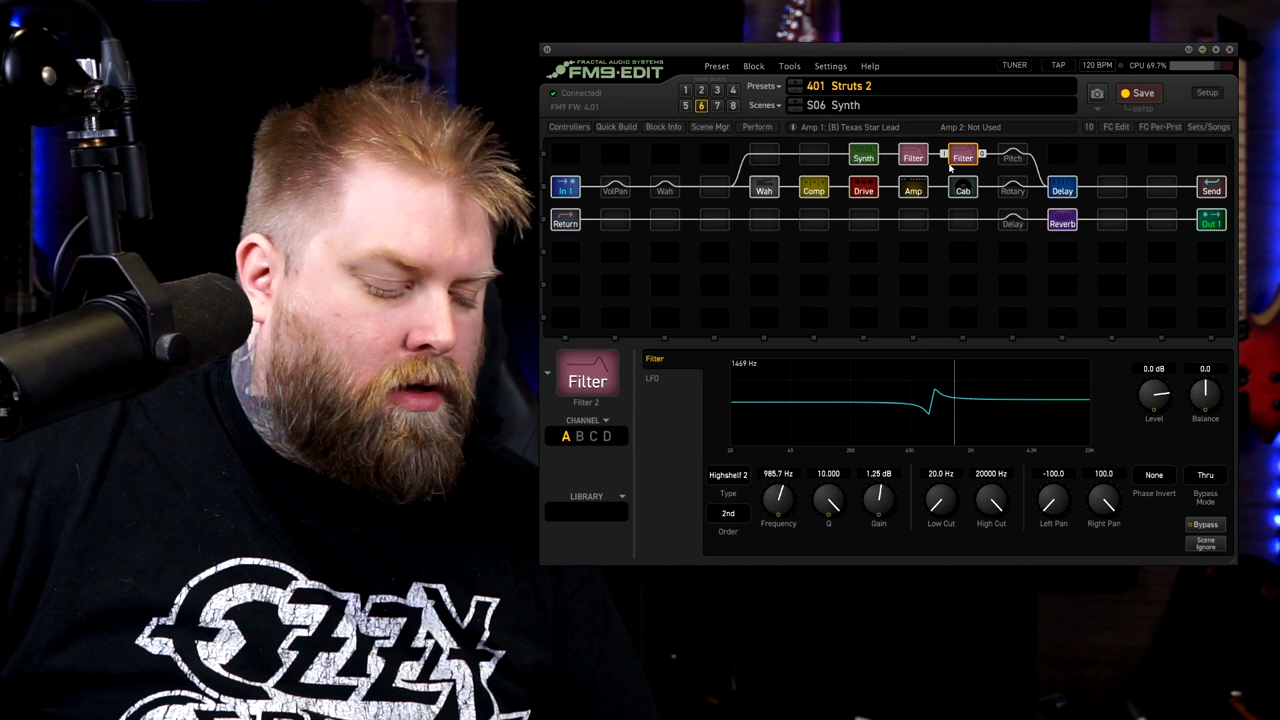 FRACTAL AUDIO SYSTEMS
FM9-EDIT
Preset Block Tools Settings Help
TUNER TAP 120 BPM CPU 69.7%
Connected!
FM9 FW: 4.01
1 2 3 4
5 6 7 8
Presets 401 Struts 2
Scenes S06 Synth
Save
EDITED
Setup
Controllers Quick Build Block Info Scene Mgr Perform Amp 1: (B) Texas Star Lead Amp 2: Not Used 10 FC Edit FC Per-Prst Sets/Songs
Synth Filter Filter Pitch
In 1 VolPan Wah Wah Comp Drive Amp Cab Rotary Delay Send
Return Delay Reverb Out 1
Filter
Filter 2
CHANNEL
A B C D
LIBRARY
Filter
LFO
1469 Hz
0.0 dB 0.0
Level Balance
Highshelf 2 985.7 Hz 10.000 1.25 dB 20.0 Hz 20000 Hz -100.0 100.0 None Thru
Type Phase Invert Bypass Mode
2nd
Order Frequency Q Gain Low Cut High Cut Left Pan Right Pan
Bypass
Scene Ignore
OZZY